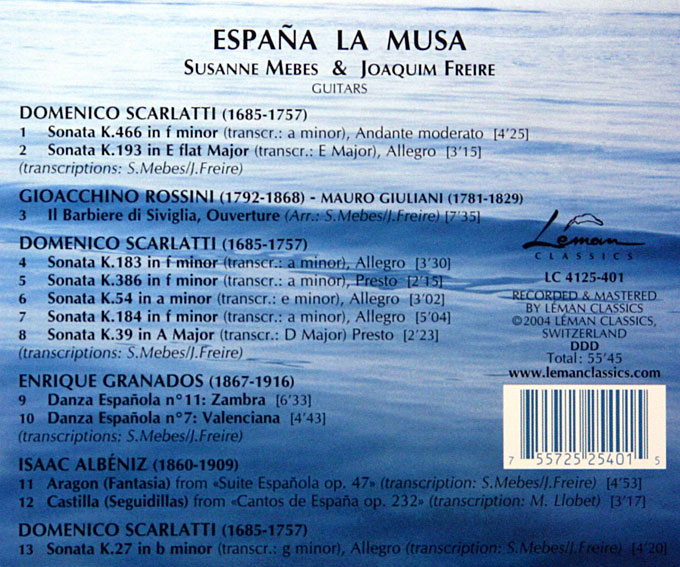 ESPAÑA LA MUSA
SUSANNE MEBES & JOAQUIM FREIRE
GUITARS
DOMENICO SCARLATTI (1685-1757)
1 Sonata K.466 in f minor (transcr.: a minor), Andante moderato [4'25]
2 Sonata K.193 in E flat Major (transcr.: E Major), Allegro [3'15]
(transcriptions: S.Mebes/J.Freire)
GIOACCHINO ROSSINI (1792-1868) - MAURO GIULIANI (1781-1829)
3 Il Barbiere di Siviglia, Ouverture (Arr.: S.Mebes/J.Freire) [7'35]
DOMENICO SCARLATTI (1685-1757)
4 Sonata K.183 in f minor (transcr.: a minor), Allegro [3'30]
5 Sonata K.386 in f minor (transcr.: a minor), Presto [2'15]
6 Sonata K.54 in a minor (transcr.: e minor), Allegro [3'02]
7 Sonata K.184 in f minor (transcr.: a minor), Allegro [5'04]
8 Sonata K.39 in A Major (transcr.: D Major) Presto [2'23]
(transcriptions: S.Mebes/J.Freire)
ENRIQUE GRANADOS (1867-1916)
9 Danza Española n°11: Zambra [6'33]
10 Danza Española n°7: Valenciana [4'43]
(transcriptions: S.Mebes/J.Freire)
ISAAC ALBÉNIZ (1860-1909)
11 Aragon (Fantasia) from «Suite Española op. 47» (transcription: S.Mebes/J.Freire) [4'53]
12 Castilla (Seguidillas) from «Cantos de España op. 232» (transcription: M. Llobet) [3'17]
DOMENICO SCARLATTI (1685-1757)
13 Sonata K.27 in b minor (transcr.: g minor), Allegro (transcription: S.Mebes/J.Freire) [4'20]
Léman
CLASSICS
LC 4125-401
RECORDED & MASTERED
BY LÉMAN CLASSICS
©2004 LÉMAN CLASSICS,
SWITZERLAND
DDD
Total: 55'45
www.lemanclassics.com
7 55725 25401 5